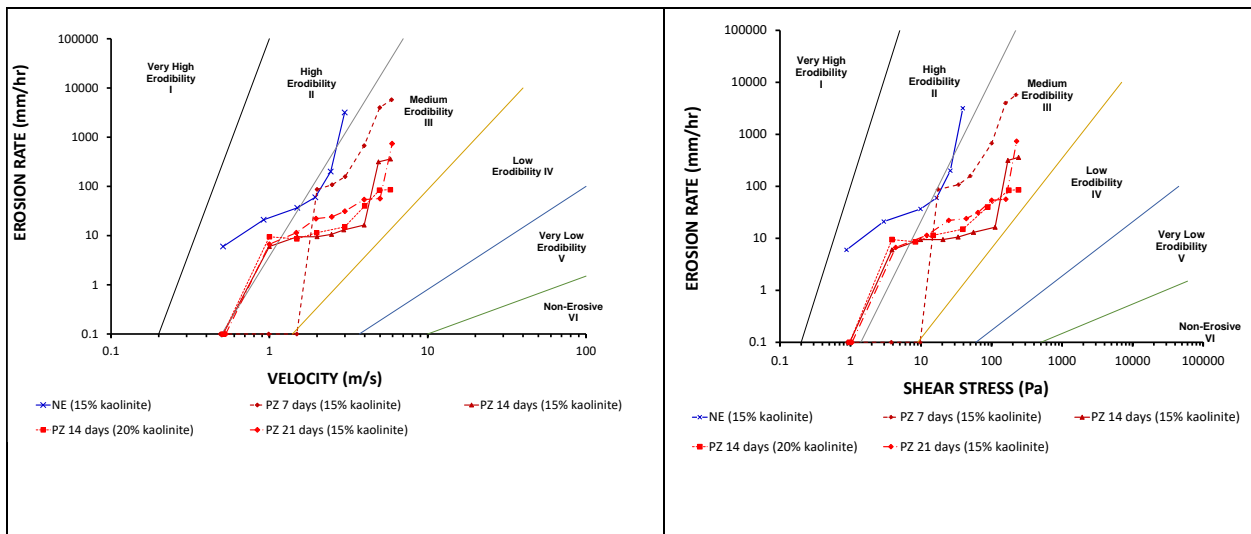 100000
10000
1000
100
10
1
0.1
0.1
1
10
100
EROSION RATE (mm/hr)
VELOCITY (m/s)
Very High
Erodibility
I
High
Erodibility
II
Medium
Erodibility
III
Low
Erodibility IV
Very Low
Erodibility
V
Non-Erosive
VI
NE (15% kaolinite)
PZ 7 days (15% kaolinite)
PZ 14 days (15% kaolinite)
PZ 14 days (20% kaolinite)
PZ 21 days (15% kaolinite)
100000
10000
1000
100
10
1
0.1
0.1
1
10
100
1000
10000
100000
EROSION RATE (mm/hr)
SHEAR STRESS (Pa)
Very High
Erodibility
I
High
Erodibility
II
Medium
Erodibility
III
Low
Erodibility
IV
Very Low
Erodibility
V
Non-Erosive
VI
NE (15% kaolinite)
PZ 7 days (15% kaolinite)
PZ 14 days (15% kaolinite)
PZ 14 days (20% kaolinite)
PZ 21 days (15% kaolinite)